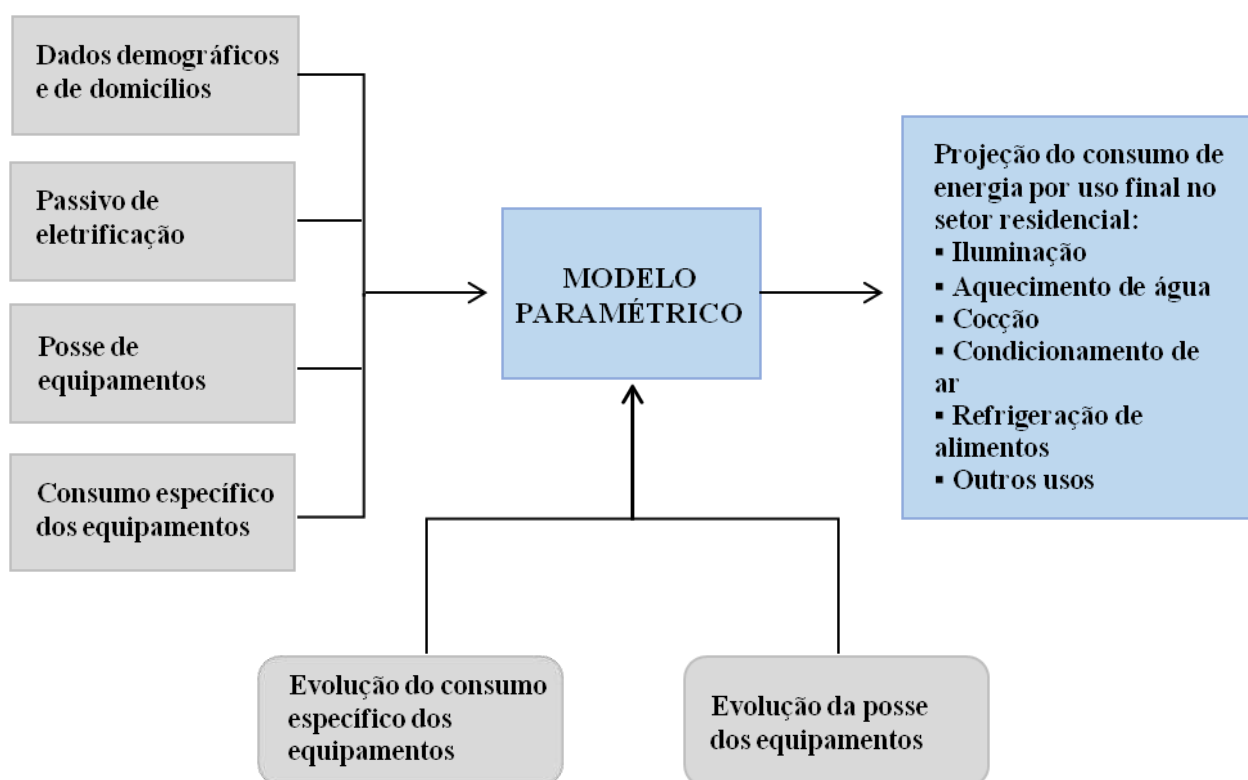 Dados demográficos
e de domicílios
Passivo de
eletrificação
Posse de
equipamentos
Consumo específico
dos equipamentos
MODELO
PARAMÉTRICO
Projeção do consumo de
energia por uso final no
setor residencial:
▪ Iluminação
▪ Aquecimento de água
▪ Cocção
▪ Condicionamento de
ar
▪ Refrigeração de
alimentos
▪ Outros usos
Evolução do consumo
específico dos
equipamentos
Evolução da posse
dos equipamentos